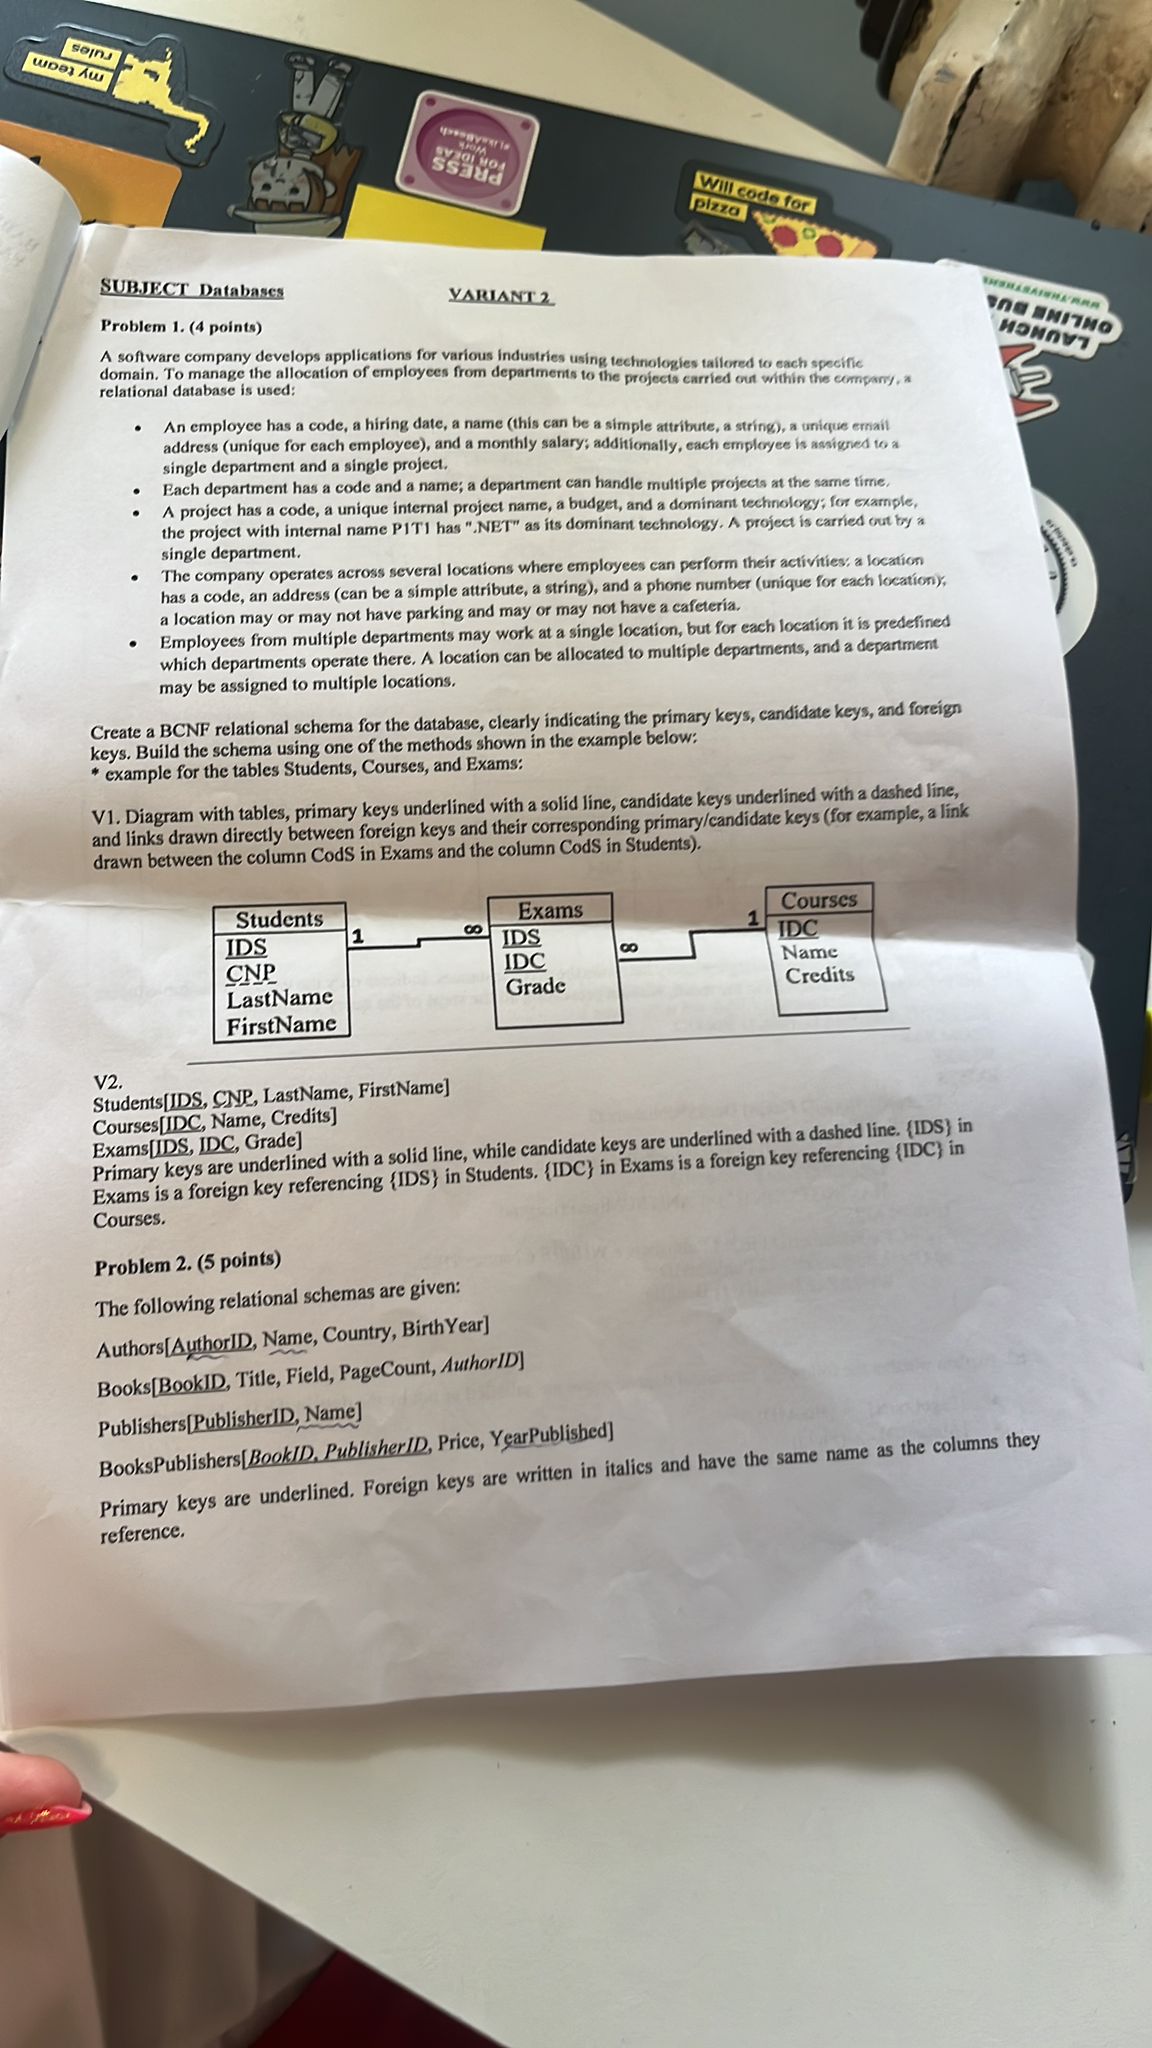 my team
rules
PRESS
FOR IDEAS
Work
#LikeABosch
Will code for
pizza
LAUNCH
ONLINE BUS
SUBJECT Databases
VARIANT 2
Problem 1. (4 points)
A software company develops applications for various industries using technologies tailored to each specific
domain. To manage the allocation of employees from departments to the projects carried out within the company, a
relational database is used:
• An employee has a code, a hiring date, a name (this can be a simple attribute, a string), a unique email
address (unique for each employee), and a monthly salary; additionally, each employee is assigned to a
single department and a single project.
• Each department has a code and a name; a department can handle multiple projects at the same time.
• A project has a code, a unique internal project name, a budget, and a dominant technology; for example,
the project with internal name P1T1 has ".NET" as its dominant technology. A project is carried out by a
single department.
• The company operates across several locations where employees can perform their activities: a location
has a code, an address (can be a simple attribute, a string), and a phone number (unique for each location);
a location may or may not have parking and may or may not have a cafeteria.
• Employees from multiple departments may work at a single location, but for each location it is predefined
which departments operate there. A location can be allocated to multiple departments, and a department
may be assigned to multiple locations.
Create a BCNF relational schema for the database, clearly indicating the primary keys, candidate keys, and foreign
keys. Build the schema using one of the methods shown in the example below:
* example for the tables Students, Courses, and Exams:
V1. Diagram with tables, primary keys underlined with a solid line, candidate keys underlined with a dashed line,
and links drawn directly between foreign keys and their corresponding primary/candidate keys (for example, a link
drawn between the column CodS in Exams and the column CodS in Students).
Students
IDS
CNP
LastName
FirstName
1
∞
Exams
IDS
IDC
Grade
∞
1
Courses
IDC
Name
Credits
V2.
Students[IDS, CNP, LastName, FirstName]
Courses[IDC, Name, Credits]
Exams[IDS, IDC, Grade]
Primary keys are underlined with a solid line, while candidate keys are underlined with a dashed line. {IDS} in
Exams is a foreign key referencing {IDS} in Students. {IDC} in Exams is a foreign key referencing {IDC} in
Courses.
Problem 2. (5 points)
The following relational schemas are given:
Authors[AuthorID, Name, Country, BirthYear]
Books[BookID, Title, Field, PageCount, AuthorID]
Publishers[PublisherID, Name]
BooksPublishers[BookID, PublisherID, Price, YearPublished]
Primary keys are underlined. Foreign keys are written in italics and have the same name as the columns they
reference.